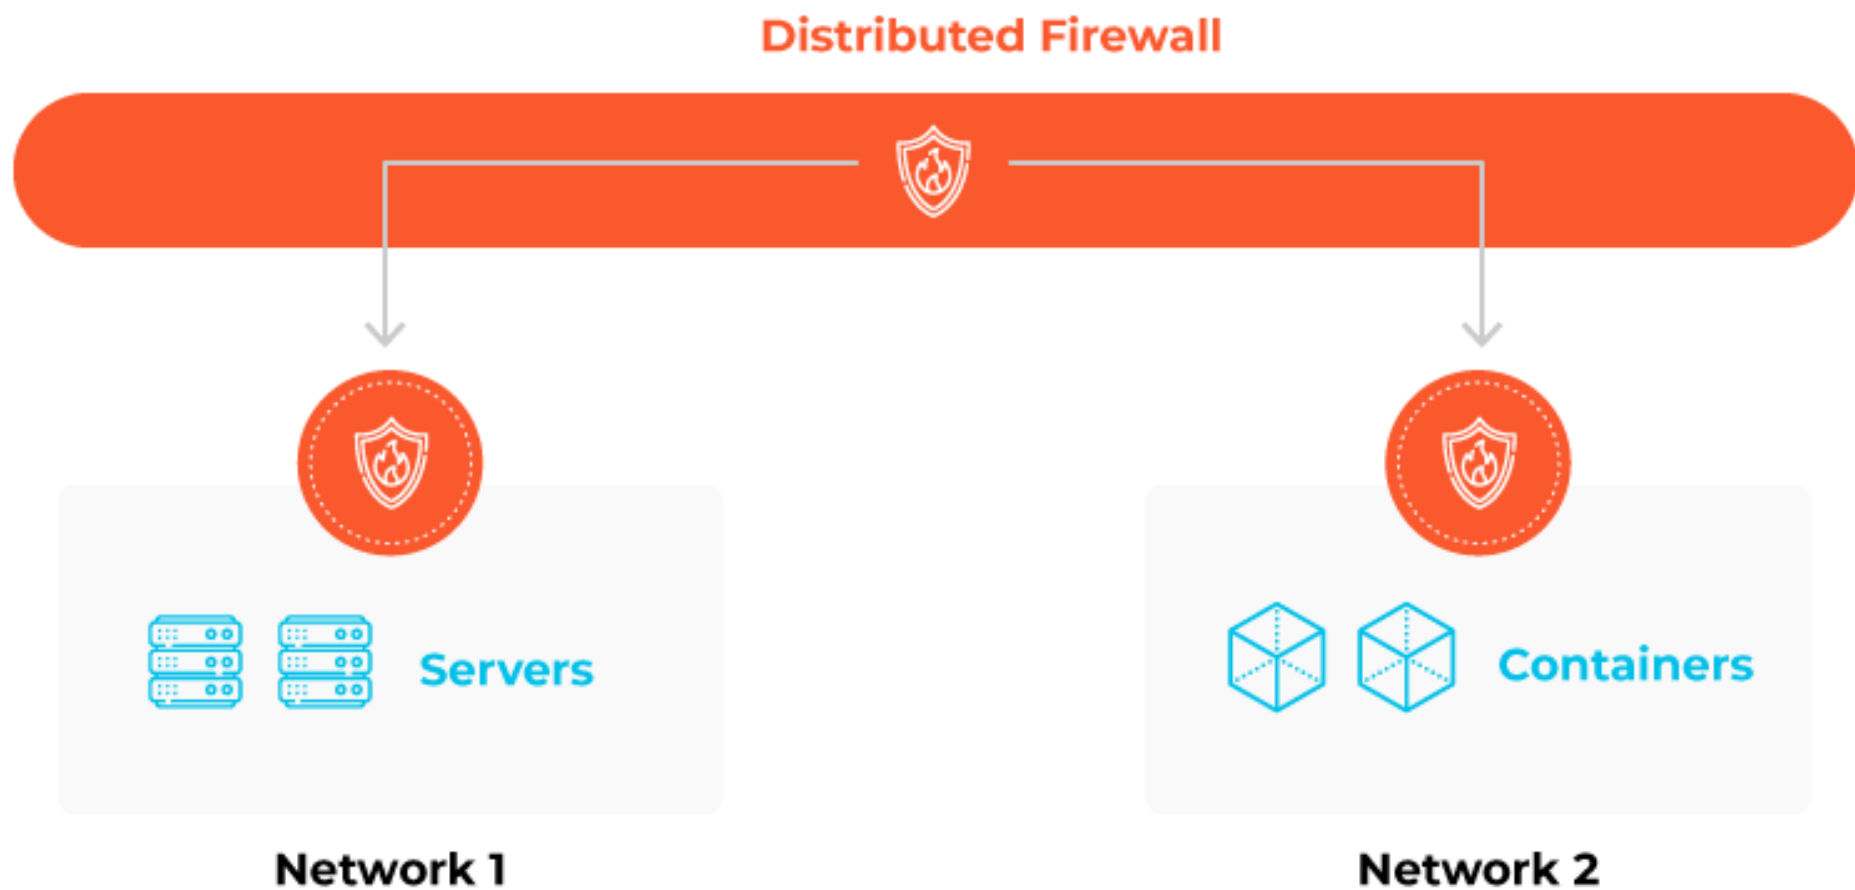 Distributed Firewall
Servers
Containers
Network 1
Network 2